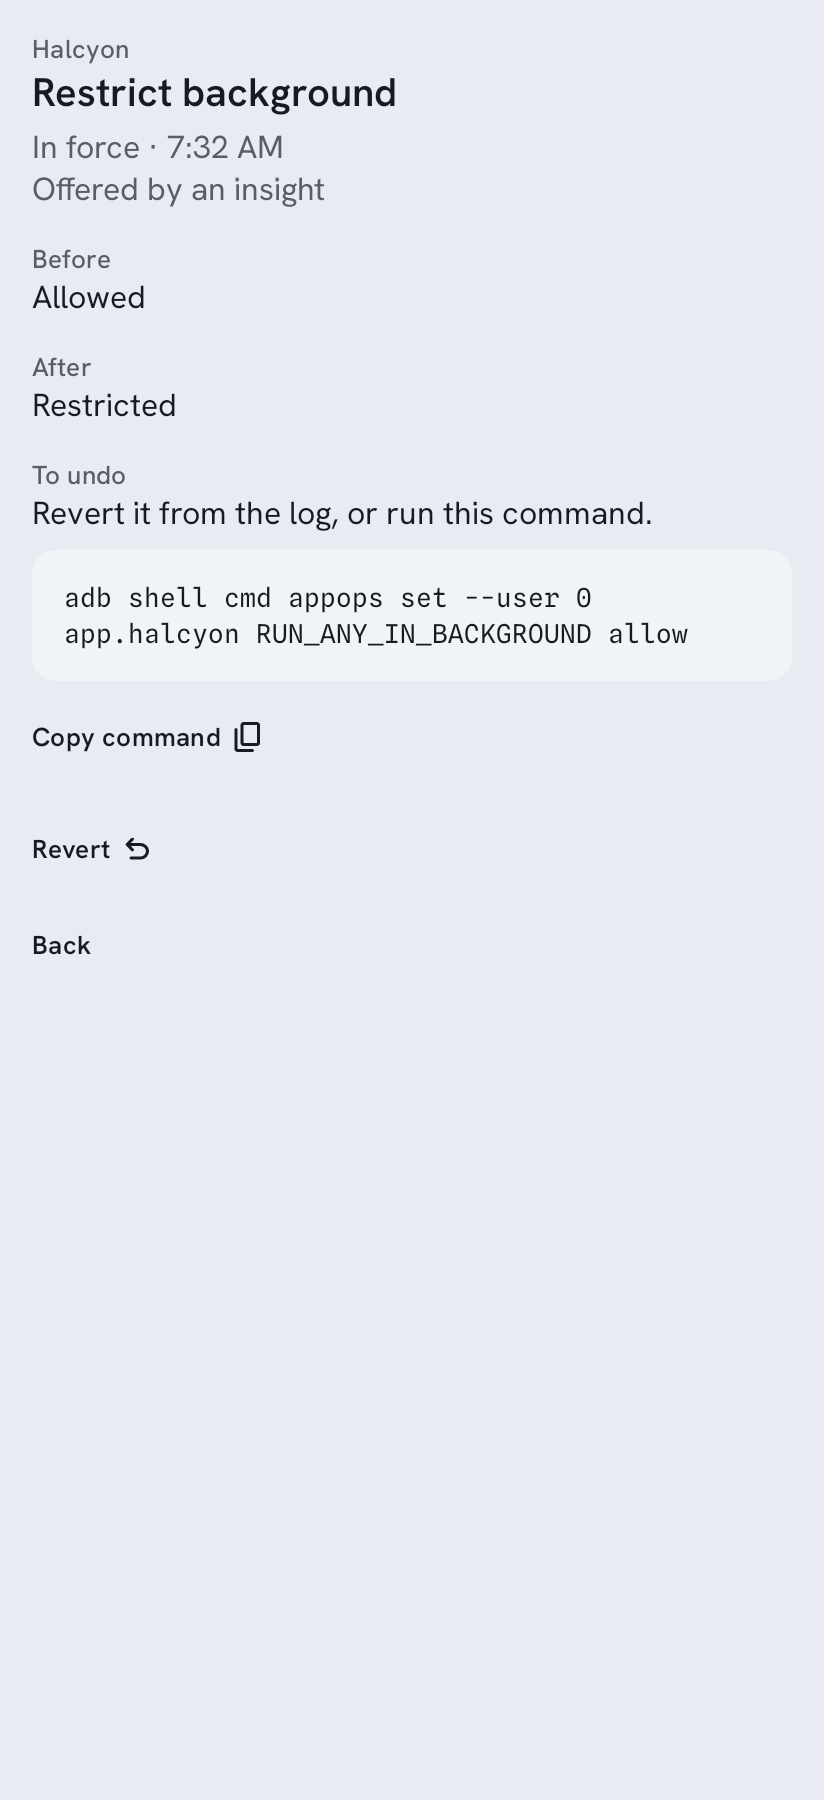 Halcyon
Restrict background
In force · 7:32 AM
Offered by an insight
Before
Allowed
After
Restricted
To undo
Revert it from the log, or run this command.
adb shell cmd appops set --user 0
app.halcyon RUN_ANY_IN_BACKGROUND allow
Copy command
Revert
Back